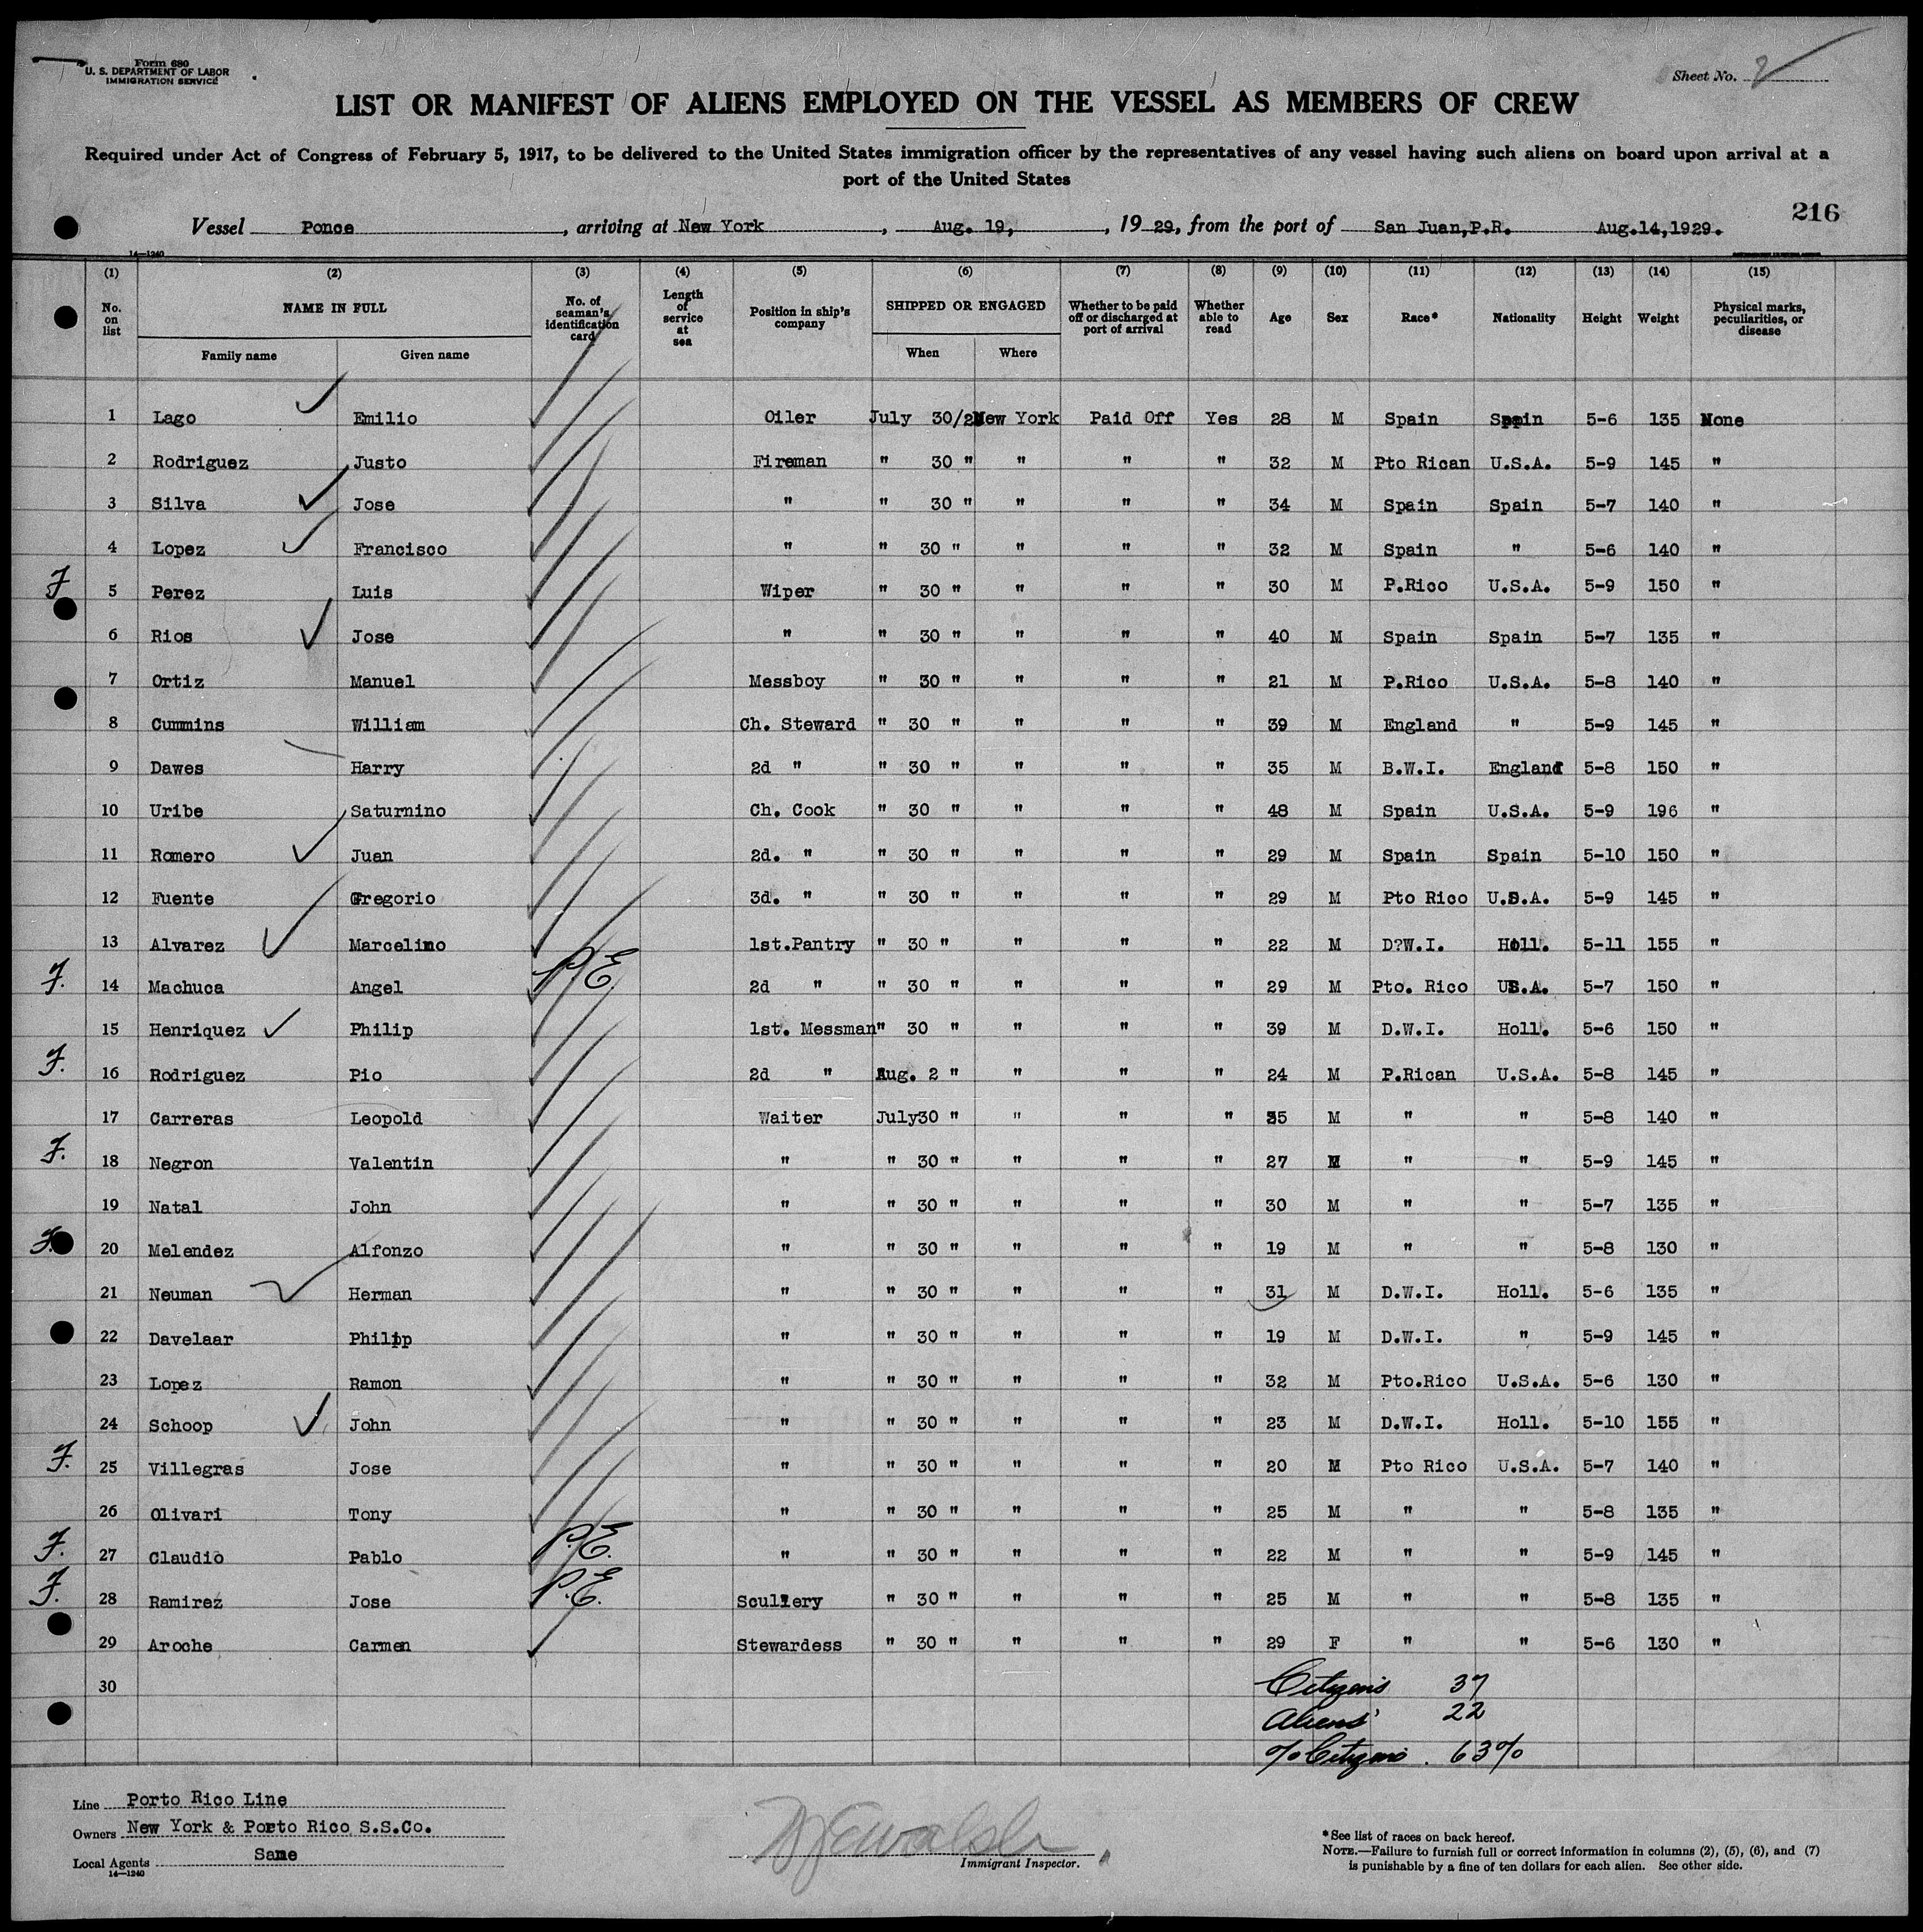 Form 680
U. S. DEPARTMENT OF LABOR
IMMIGRATION SERVICE
Sheet No. 2
LIST OR MANIFEST OF ALIENS EMPLOYED ON THE VESSEL AS MEMBERS OF CREW
Required under Act of Congress of February 5, 1917, to be delivered to the United States immigration officer by the representatives of any vessel having such aliens on board upon arrival at a
port of the United States
216
Vessel Ponce, arriving at New York, Aug. 19,, 1929, from the port of San Juan,P.R. Aug.14,1929.
14—1240
(1) (2) (3) (4) (5) (6) (7) (8) (9) (10) (11) (12) (13) (14) (15)
No. on list NAME IN FULL No. of seaman's identification card Length of service at sea Position in ship's company SHIPPED OR ENGAGED Whether to be paid off or discharged at port of arrival Whether able to read Age Sex Race* Nationality Height Weight Physical marks, peculiarities, or disease
Family name Given name When Where
1 Lago Emilio Oiler July 30/2 New York Paid Off Yes 28 M Spain Spain 5-6 135 None
2 Rodriguez Justo Fireman " 30 " " " " 32 M Pto Rican U.S.A. 5-9 145 "
3 Silva Jose " " 30 " " " " 34 M Spain Spain 5-7 140 "
4 Lopez Francisco " " 30 " " " " 32 M Spain " 5-6 140 "
F 5 Perez Luis Wiper " 30 " " " " 30 M P.Rico U.S.A. 5-9 150 "
6 Rios Jose " " 30 " " " " 40 M Spain Spain 5-7 135 "
7 Ortiz Manuel Messboy " 30 " " " " 21 M P.Rico U.S.A. 5-8 140 "
8 Cummins William Ch. Steward " 30 " " " " 39 M England " 5-9 145 "
9 Dawes Harry 2d " " 30 " " " " 35 M B.W.I. England 5-8 150 "
10 Uribe Saturnino Ch. Cook " 30 " " " " 48 M Spain U.S.A. 5-9 196 "
11 Romero Juan 2d. " " 30 " " " " 29 M Spain Spain 5-10 150 "
12 Fuente Gregorio 3d. " " 30 " " " " 29 M Pto Rico U.S.A. 5-9 145 "
13 Alvarez Marcelino 1st.Pantry " 30 " " " " 22 M D?W.I. Holl. 5-11 155 "
F. 14 Machuca Angel P.E. 2d " " 30 " " " " 29 M Pto. Rico U.S.A. 5-7 150 "
15 Henriquez Philip 1st. Messman " 30 " " " " 39 M D.W.I. Holl. 5-6 150 "
F. 16 Rodriguez Pio 2d " Aug. 2 " " " " 24 M P.Rican U.S.A. 5-8 145 "
17 Carreras Leopold Waiter July30 " " " " 35 M " " 5-8 140 "
F. 18 Negron Valentin " " 30 " " " " 27 M " " 5-9 145 "
19 Natal John " " 30 " " " " 30 M " " 5-7 135 "
F. 20 Melendez Alfonzo " " 30 " " " " 19 M " " 5-8 130 "
21 Neuman Herman " " 30 " " " " 31 M D.W.I. Holl. 5-6 135 "
22 Davelaar Philipp " " 30 " " " " 19 M D.W.I. " 5-9 145 "
23 Lopez Ramon " " 30 " " " " 32 M Pto.Rico U.S.A. 5-6 130 "
24 Schoop John " " 30 " " " " 23 M D.W.I. Holl. 5-10 155 "
F. 25 Villegras Jose " " 30 " " " " 20 M Pto Rico U.S.A. 5-7 140 "
26 Olivari Tony " " 30 " " " " 25 M " " 5-8 135 "
F. 27 Claudio Pablo P.E. " " 30 " " " " 22 M " " 5-9 145 "
F. 28 Ramirez Jose P.E. Scullery " 30 " " " " 25 M " " 5-8 135 "
29 Aroche Carmen Stewardess " 30 " " " " 29 F " " 5-6 130 "
30
Citizens 37
Aliens 22
% Citizens . 63%
Line Porto Rico Line
Owners New York & Porto Rico S.S.Co.
Local Agents Same
14—1240
Immigrant Inspector.
*See list of races on back hereof.
NOTE.—Failure to furnish full or correct information in columns (2), (5), (6), and (7)
is punishable by a fine of ten dollars for each alien. See other side.